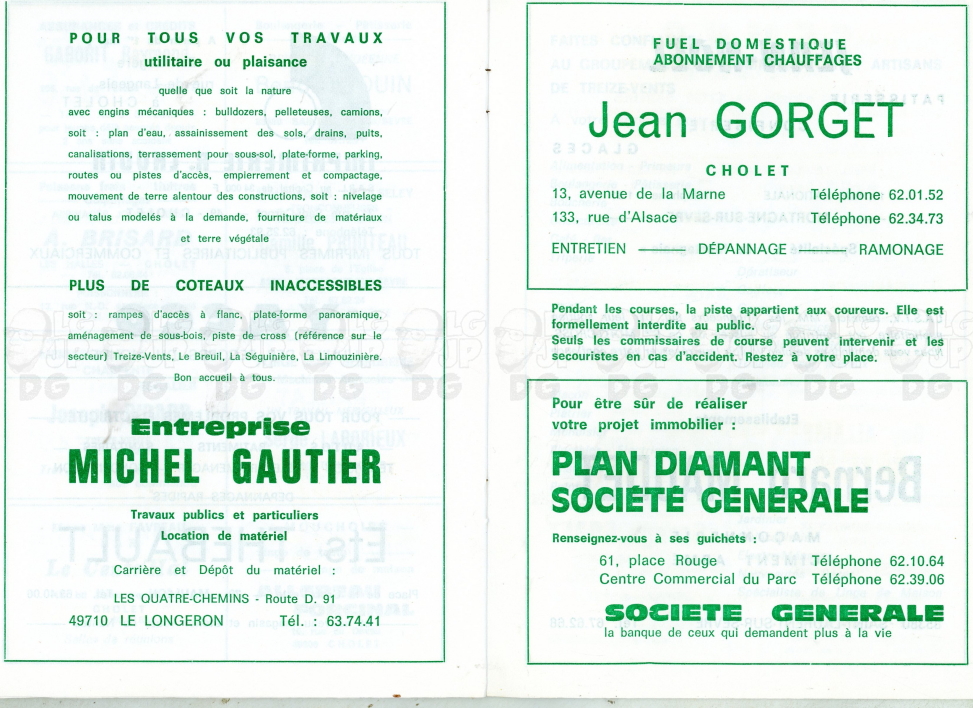 POUR TOUS VOS TRAVAUX
utilitaire ou plaisance
quelle que soit la nature
avec engins mécaniques : bulldozers, pelleteuses, camions,
soit : plan d'eau, assainissement des sols, drains, puits,
canalisations, terrassement pour sous-sol, plate-forme, parking,
routes ou pistes d'accès, empierrement et compactage,
mouvement de terre alentour des constructions, soit : nivelage
ou talus modelés à la demande, fourniture de matériaux
et terre végétale
PLUS DE COTEAUX INACCESSIBLES
soit : rampes d'accès à flanc, plate-forme panoramique,
aménagement de sous-bois, piste de cross (référence sur le
secteur) Treize-Vents, Le Breuil, La Séguinière, La Limouzinière.
Bon accueil à tous.
Entreprise
MICHEL GAUTIER
Travaux publics et particuliers
Location de matériel
Carrière et Dépôt du matériel :
LES QUATRE-CHEMINS - Route D. 91
49710 LE LONGERON Tél. : 63.74.41
FUEL DOMESTIQUE
ABONNEMENT CHAUFFAGES
Jean GORGET
CHOLET
13, avenue de la Marne Téléphone 62.01.52
133, rue d'Alsace Téléphone 62.34.73
ENTRETIEN — DÉPANNAGE — RAMONAGE
Pendant les courses, la piste appartient aux coureurs. Elle est
formellement interdite au public.
Seuls les commissaires de course peuvent intervenir et les
secouristes en cas d'accident. Restez à votre place.
Pour être sûr de réaliser
votre projet immobilier :
PLAN DIAMANT
SOCIÉTÉ GÉNÉRALE
Renseignez-vous à ses guichets :
61, place Rouge Téléphone 62.10.64
Centre Commercial du Parc Téléphone 62.39.06
SOCIETE GENERALE
la banque de ceux qui demandent plus à la vie